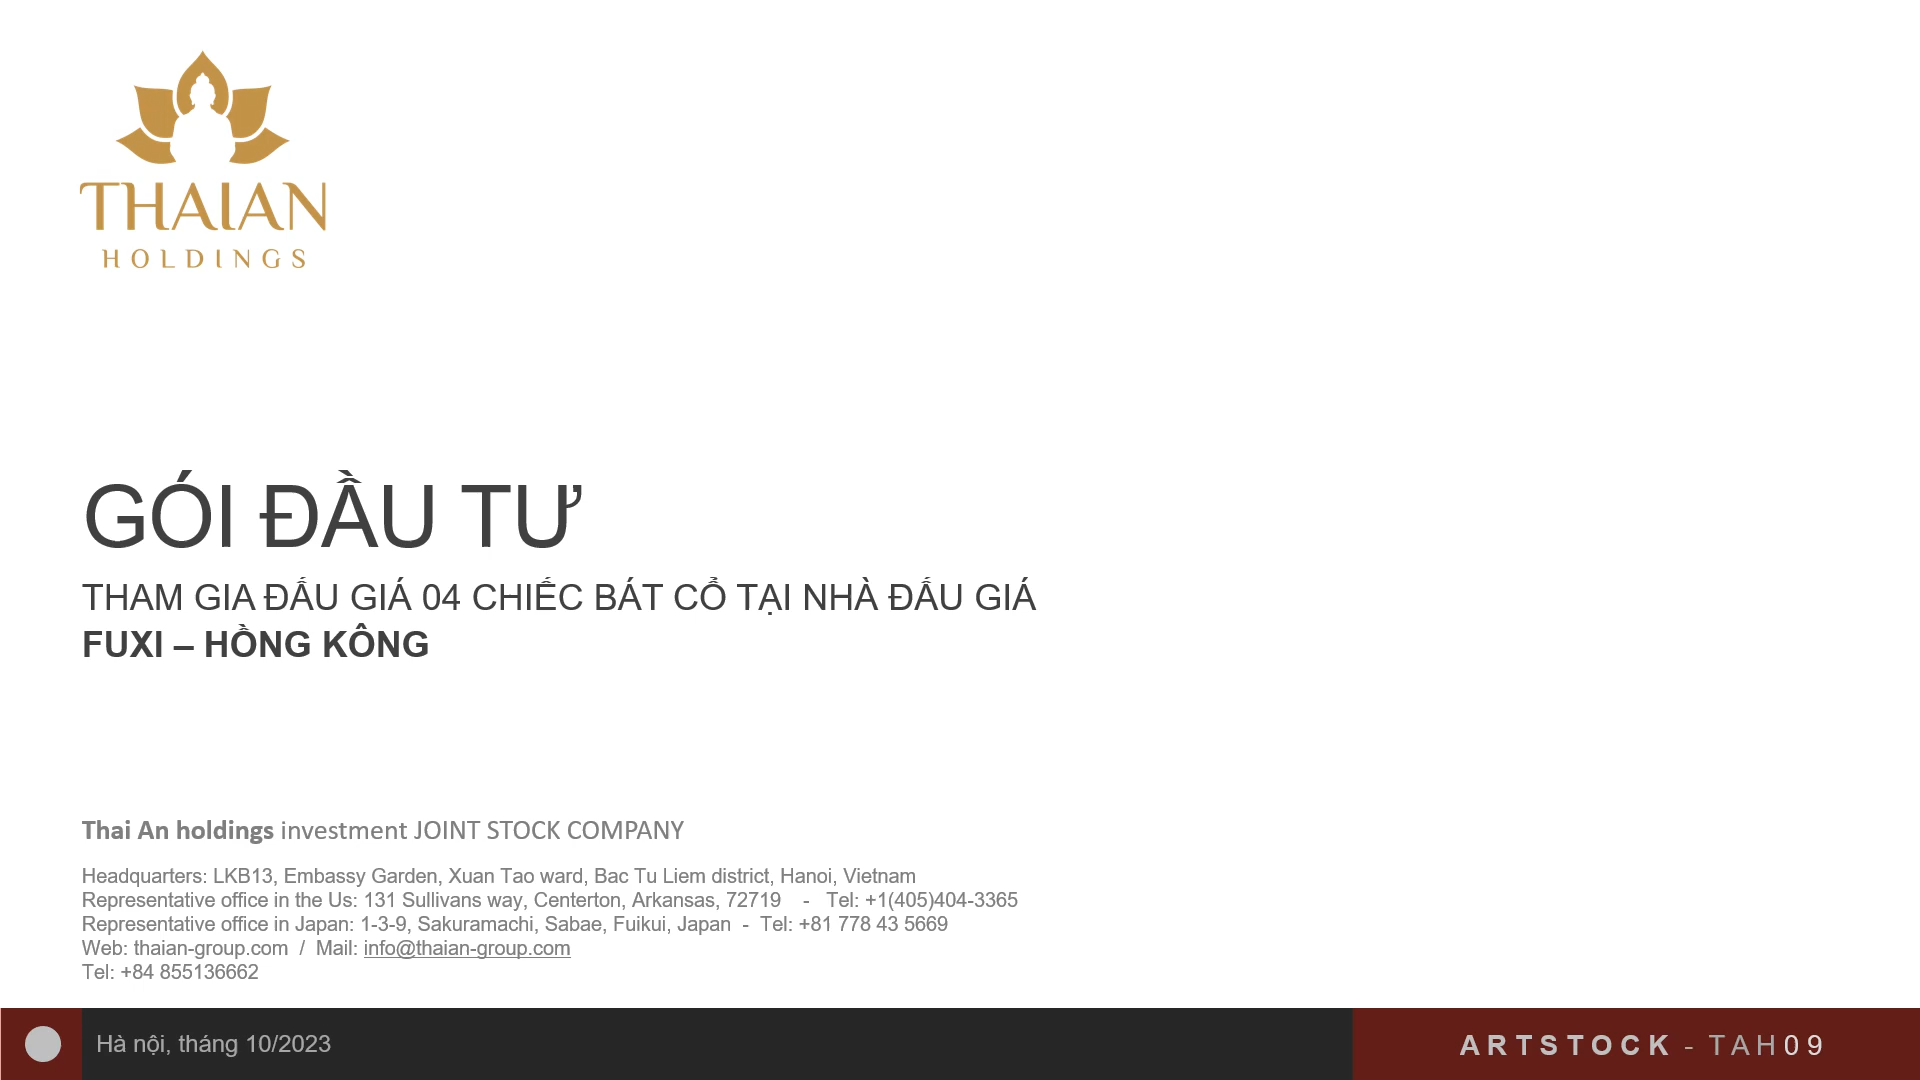 THAIAN
HOLDINGS
GÓI ĐẦU TƯ
THAM GIA ĐẤU GIÁ 04 CHIẾC BÁT CỔ TẠI NHÀ ĐẤU GIÁ
FUXI – HỒNG KÔNG
Thai An holdings investment JOINT STOCK COMPANY
Headquarters: LKB13, Embassy Garden, Xuan Tao ward, Bac Tu Liem district, Hanoi, Vietnam
Representative office in the Us: 131 Sullivans way, Centerton, Arkansas, 72719 - Tel: +1(405)404-3365
Representative office in Japan: 1-3-9, Sakuramachi, Sabae, Fuikui, Japan - Tel: +81 778 43 5669
Web: thaian-group.com / Mail: info@thaian-group.com
Tel: +84 855136662
Hà nội, tháng 10/2023
ARTSTOCK - TAH09